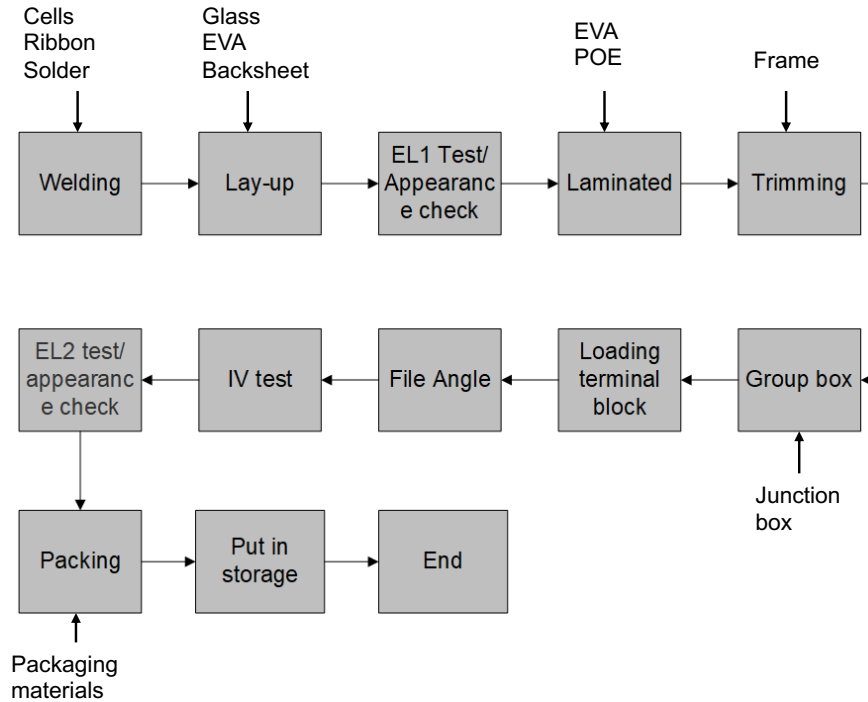 Cells
Ribbon
Solder
Glass
EVA
Backsheet
EVA
POE
Frame
Welding
Lay-up
EL1 Test/
Appearanc
e check
Laminated
Trimming
EL2 test/
appearanc
e check
IV test
File Angle
Loading
terminal
block
Group box
Junction
box
Packing
Put in
storage
End
Packaging
materials